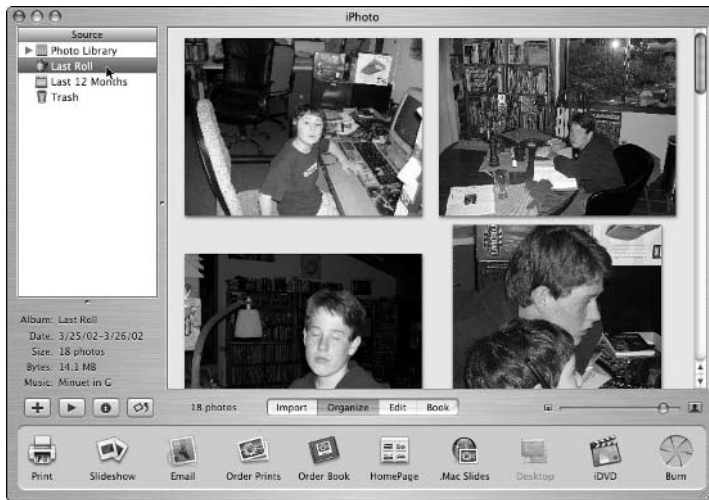 iPhoto
Source
Photo Library
Last Roll
Last 12 Months
Trash
Album: Last Roll
Date: 3/25/02–3/26/02
Size: 18 photos
Bytes: 14.1 MB
Music: Minuet in G
18 photos
Import Organize Edit Book
Print Slideshow Email Order Prints Order Book HomePage .Mac Slides Desktop iDVD Burn